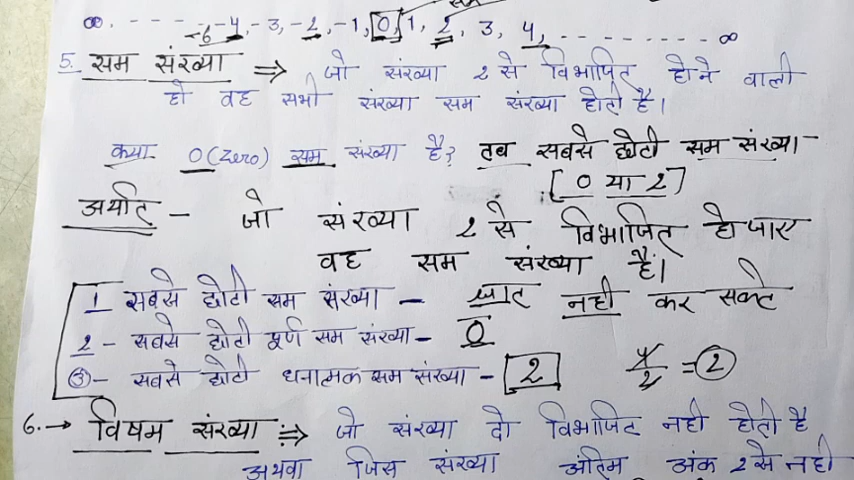 ∞. - - - - - -6 -4, -3, -2, -1, 0, 1, 2, 3, 4, - - - - - - - - - ∞
5. सम संख्या ⇒ जो संख्या 2 से विभाजित होने वाली
हो वह सभी संख्या सम संख्या होती है।
क्या 0 (Zero) सम संख्या है? तब सबसे छोटी सम संख्या
[0 या 2]
अर्थात - जो संख्या 2 से विभाजित हो जाए
वह सम संख्या है।
1 सबसे छोटी सम संख्या - ज्ञात नही कर सकते
2 - सबसे छोटी पूर्ण सम संख्या - 0
③ - सबसे छोटी धनात्मक सम संख्या - 2 4/2 = 2
6. → विषम संख्या ⇒ जो संख्या दो विभाजित नही होती है
अथवा जिस संख्या अंतिम अंक 2 से नही